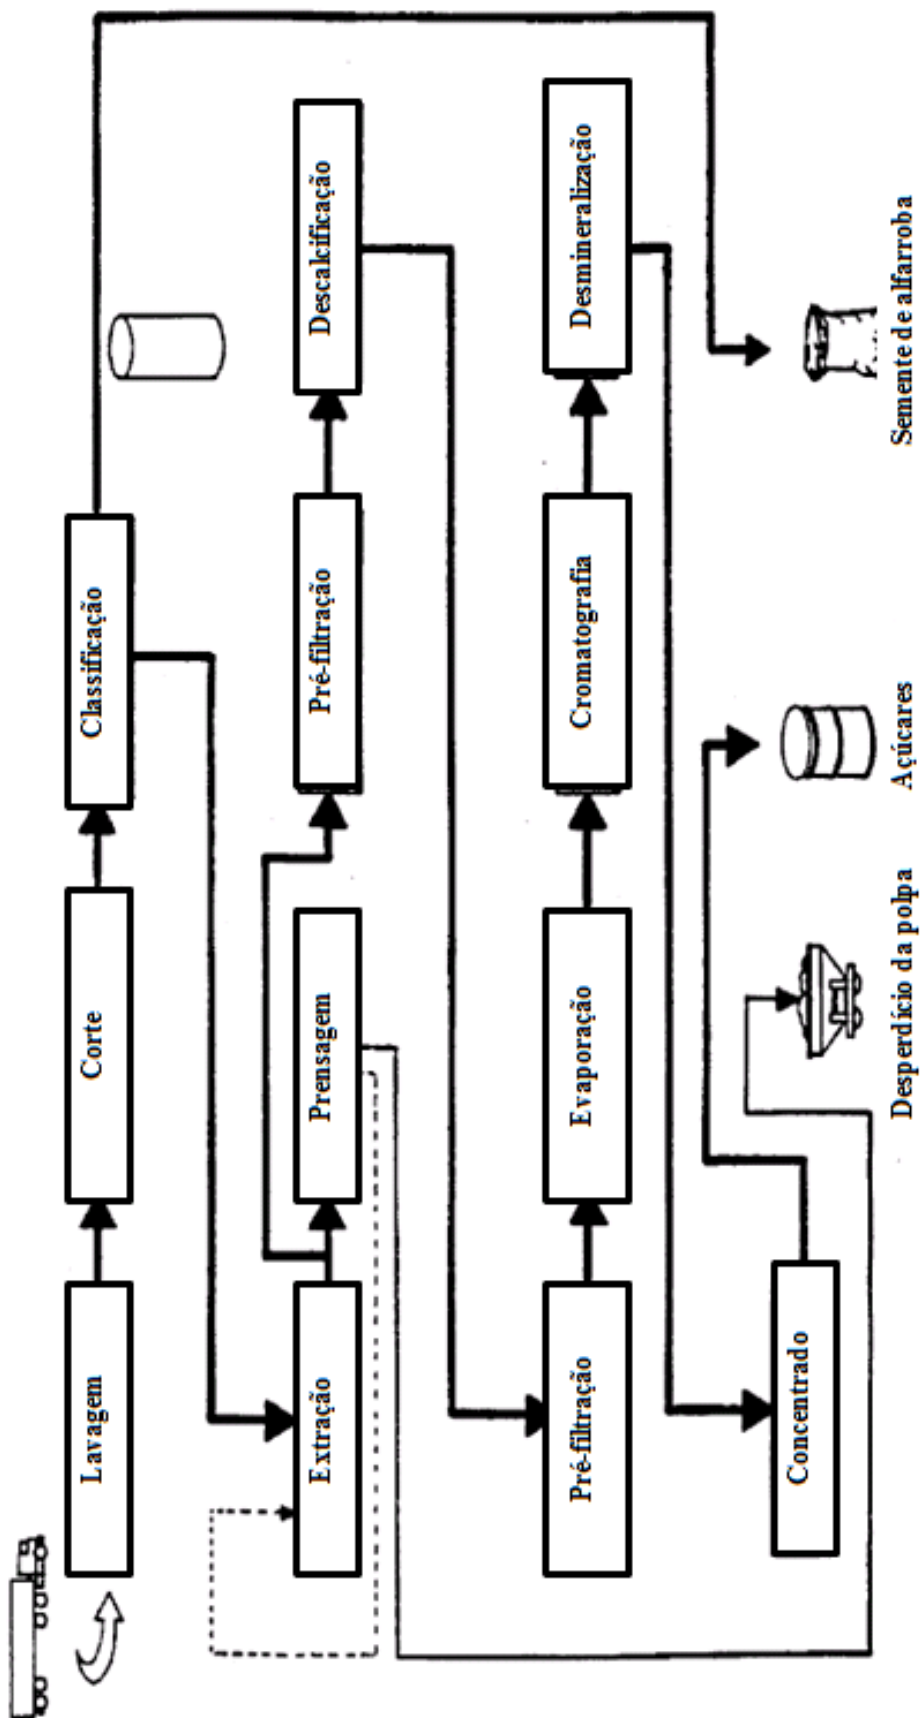 Lavagem
Corte
Classificação
Extração
Prensagem
Pré-filtração
Descalcificação
Pré-filtração
Evaporação
Cromatografia
Desmineralização
Concentrado
Desperdício da polpa
Açúcares
Semente de alfarroba